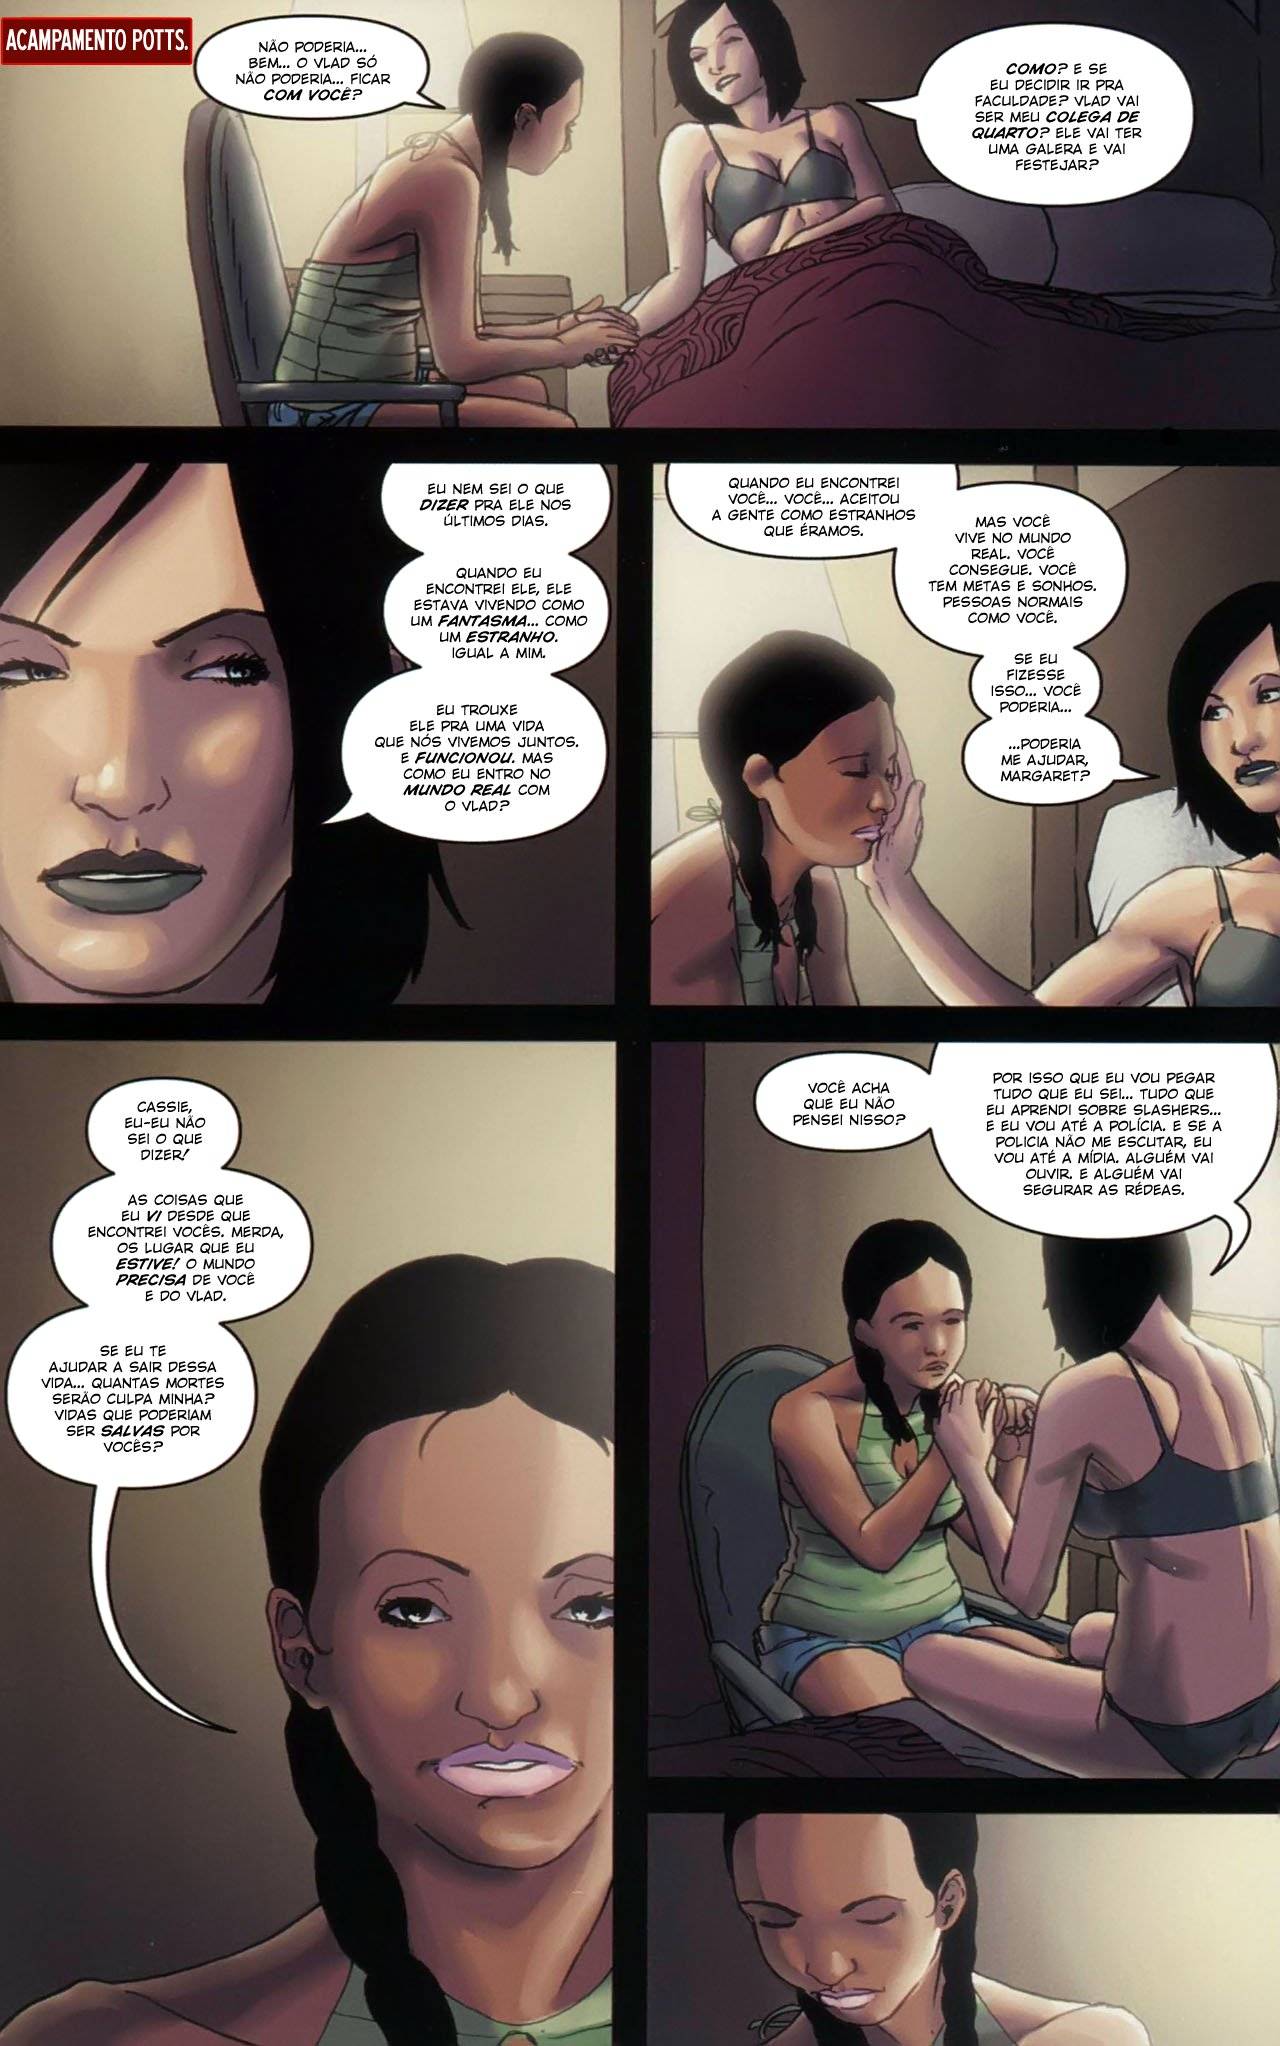 ACAMPAMENTO POTTS.
NÃO PODERIA...
BEM... O VLAD SÓ
NÃO PODERIA... FICAR
COM VOCÊ?
COMO? E SE
EU DECIDIR IR PRA
FACULDADE? VLAD VAI
SER MEU COLEGA DE
QUARTO? ELE VAI TER
UMA GALERA E VAI
FESTEJAR?
EU NEM SEI O QUE
DIZER PRA ELE NOS
ÚLTIMOS DIAS.
QUANDO EU
ENCONTREI ELE, ELE
ESTAVA VIVENDO COMO
UM FANTASMA... COMO
UM ESTRANHO.
IGUAL A MIM.
EU TROUXE
ELE PRA UMA VIDA
QUE NÓS VIVEMOS JUNTOS.
E FUNCIONOU. MAS
COMO EU ENTRO NO
MUNDO REAL COM
O VLAD?
QUANDO EU ENCONTREI
VOCÊ... VOCÊ... ACEITOU
A GENTE COMO ESTRANHOS
QUE ÉRAMOS.
MAS VOCÊ
VIVE NO MUNDO
REAL. VOCÊ
CONSEGUE. VOCÊ
TEM METAS E SONHOS.
PESSOAS NORMAIS
COMO VOCÊ.
SE EU
FIZESSE
ISSO... VOCÊ
PODERIA...
...PODERIA
ME AJUDAR,
MARGARET?
CASSIE,
EU-EU NÃO
SEI O QUE
DIZER!
AS COISAS QUE
EU VI DESDE QUE
ENCONTREI VOCÊS. MERDA,
OS LUGAR QUE EU
ESTIVE! O MUNDO
PRECISA DE VOCÊ
E DO VLAD.
SE EU TE
AJUDAR A SAIR DESSA
VIDA... QUANTAS MORTES
SERÃO CULPA MINHA?
VIDAS QUE PODERIAM
SER SALVAS POR
VOCÊS?
VOCÊ ACHA
QUE EU NÃO
PENSEI NISSO?
POR ISSO QUE EU VOU PEGAR
TUDO QUE EU SEI... TUDO QUE
EU APRENDI SOBRE SLASHERS...
E EU VOU ATÉ A POLÍCIA. E SE A
POLICIA NÃO ME ESCUTAR, EU
VOU ATÉ A MÍDIA. ALGUÉM VAI
OUVIR. E ALGUÉM VAI
SEGURAR AS RÉDEAS.